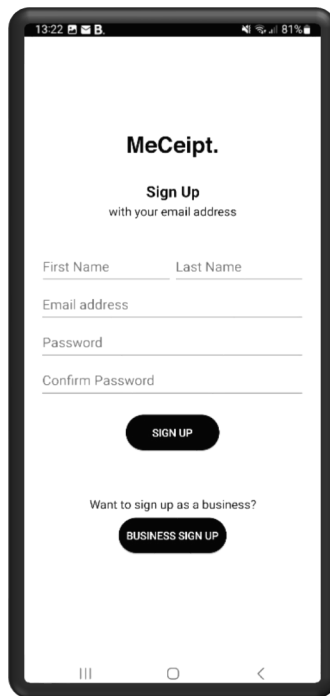 13:22 B. 81%
MeCeipt.
Sign Up
with your email address
First Name Last Name
Email address
Password
Confirm Password
SIGN UP
Want to sign up as a business?
BUSINESS SIGN UP